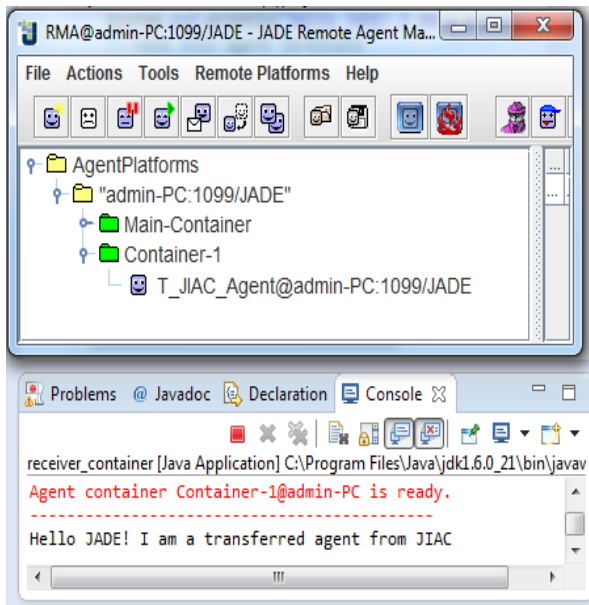 RMA@admin-PC:1099/JADE - JADE Remote Agent Ma...
File Actions Tools Remote Platforms Help
AgentPlatforms
"admin-PC:1099/JADE"
Main-Container
Container-1
T_JIAC_Agent@admin-PC:1099/JADE
Problems @ Javadoc Declaration Console
receiver_container [Java Application] C:\Program Files\Java\jdk1.6.0_21\bin\javaw
Agent container Container-1@admin-PC is ready.
--------------------------------------------
Hello JADE! I am a transferred agent from JIAC